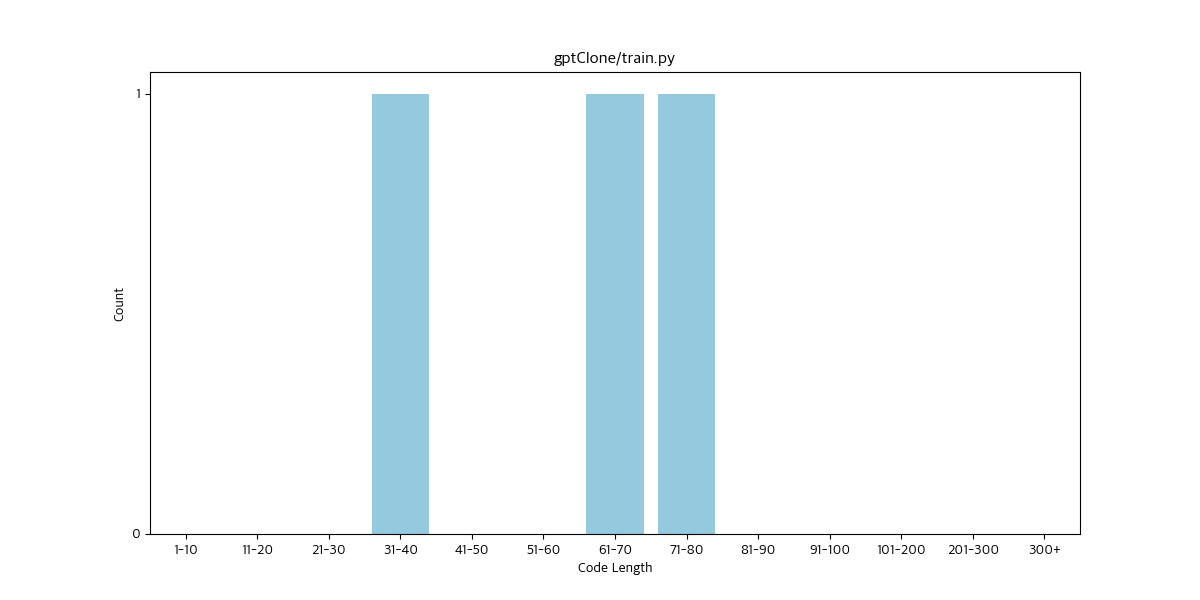 gptClone/train.py
1
Count
0
1-10 11-20 21-30 31-40 41-50 51-60 61-70 71-80 81-90 91-100 101-200 201-300 300+
Code Length